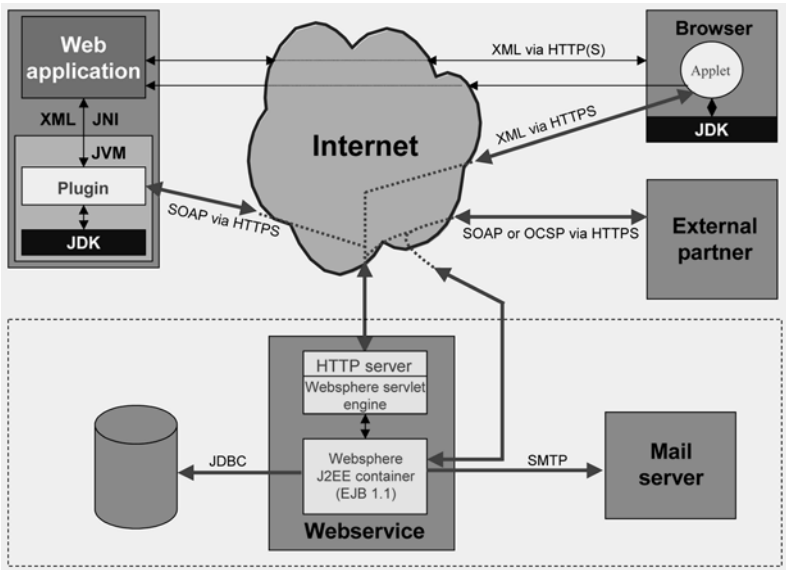 Web
application
XML JNI
JVM
Plugin
JDK
SOAP via HTTPS
Internet
XML via HTTP(S)
XML via HTTPS
Browser
Applet
JDK
SOAP or OCSP via HTTPS
External
partner
HTTP server
Websphere servlet
engine
Websphere
J2EE container
(EJB 1.1)
Webservice
JDBC
SMTP
Mail
server